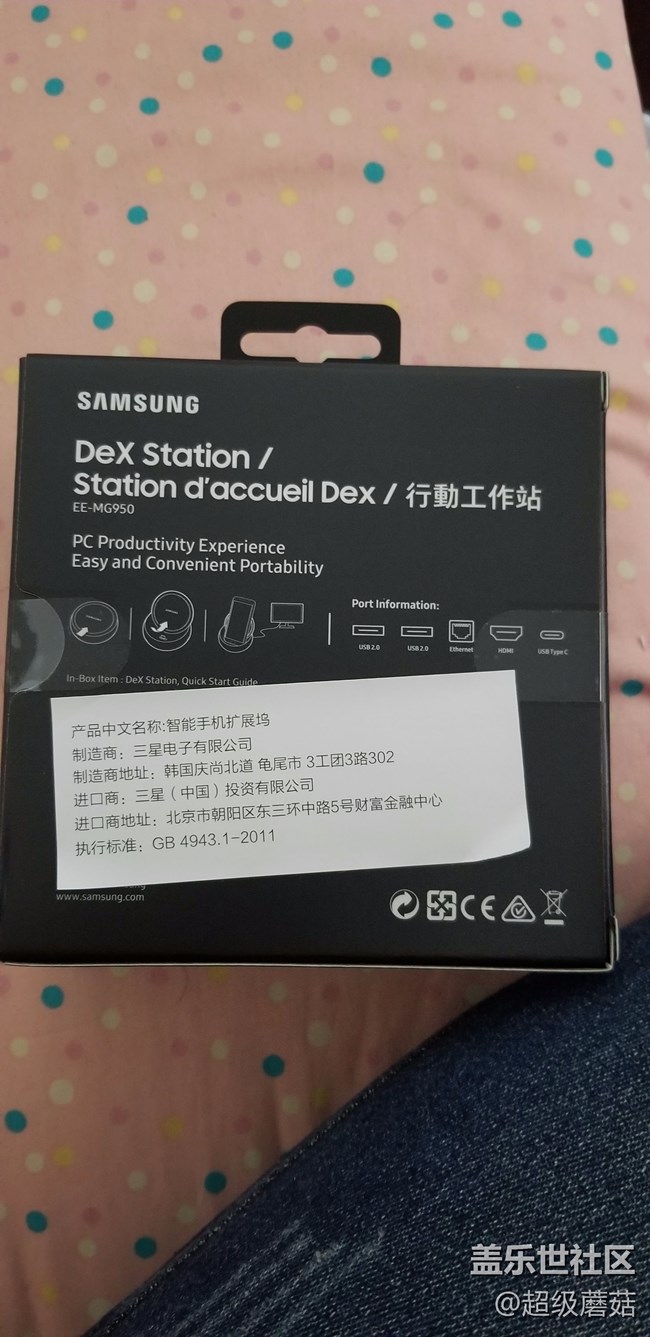 SAMSUNG
DeX Station /
Station d'accueil Dex / 行動工作站
EE-MG950
PC Productivity Experience
Easy and Convenient Portability
Port Information:
USB 2.0 USB 2.0 Ethernet HDMI USB Type C
In-Box Item : DeX Station, Quick Start Guide
产品中文名称:智能手机扩展坞
制造商：三星电子有限公司
制造商地址：韩国庆尚北道 龟尾市 3工团3路302
进口商：三星（中国）投资有限公司
进口商地址：北京市朝阳区东三环中路5号财富金融中心
执行标准：GB 4943.1-2011
www.samsung.com
CE
盖乐世社区
@超级蘑菇